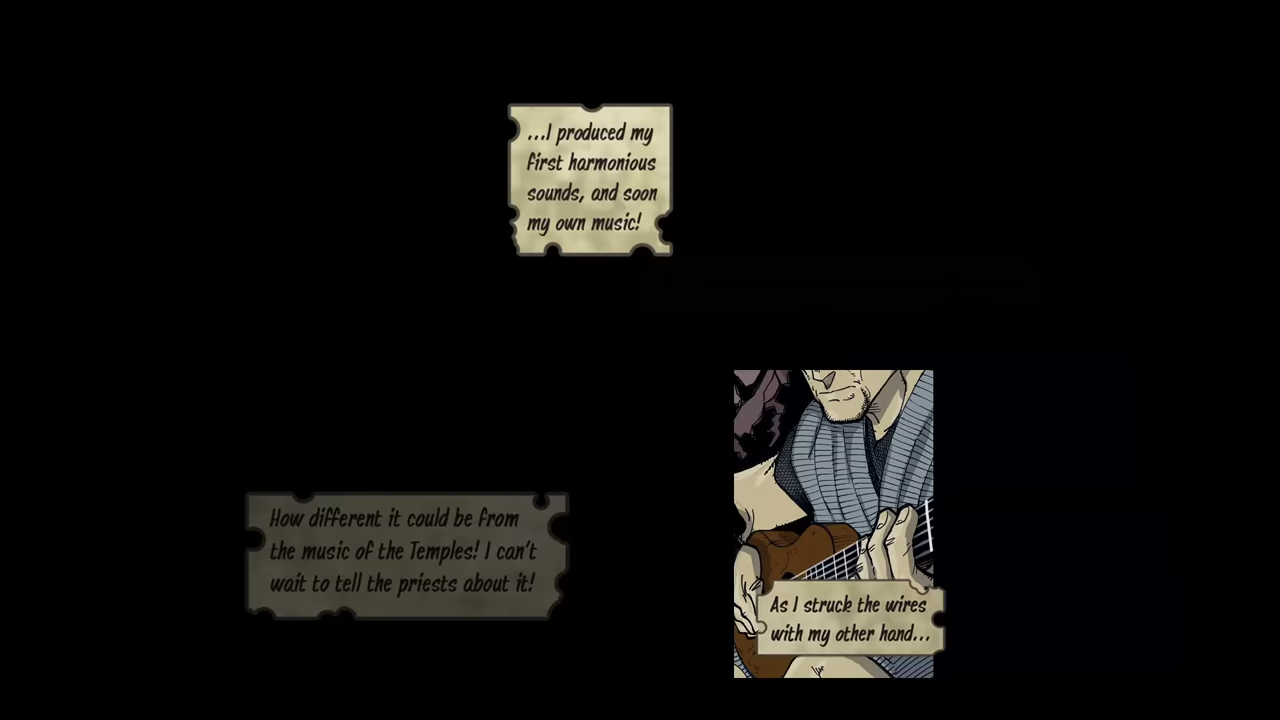 ...I produced my
first harmonious
sounds, and soon
my own music!
How different it could be from
the music of the Temples! I can't
wait to tell the priests about it!
As I struck the wires
with my other hand...